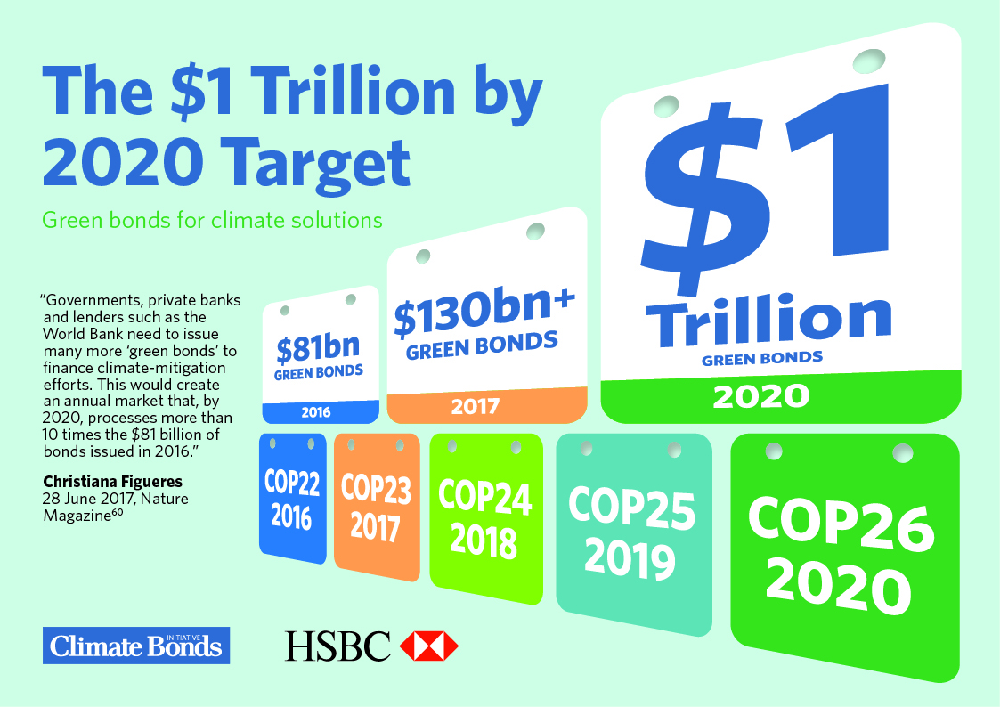 The $1 Trillion by
2020 Target
Green bonds for climate solutions
“Governments, private banks
and lenders such as the
World Bank need to issue
many more ‘green bonds’ to
finance climate-mitigation
efforts. This would create
an annual market that, by
2020, processes more than
10 times the $81 billion of
bonds issued in 2016.”
Christiana Figueres
28 June 2017, Nature
Magazine⁶⁰
$81bn
GREEN BONDS
2016
$130bn+
GREEN BONDS
2017
$1
Trillion
GREEN BONDS
2020
COP22
2016
COP23
2017
COP24
2018
COP25
2019
COP26
2020
Climate Bonds INITIATIVE
HSBC